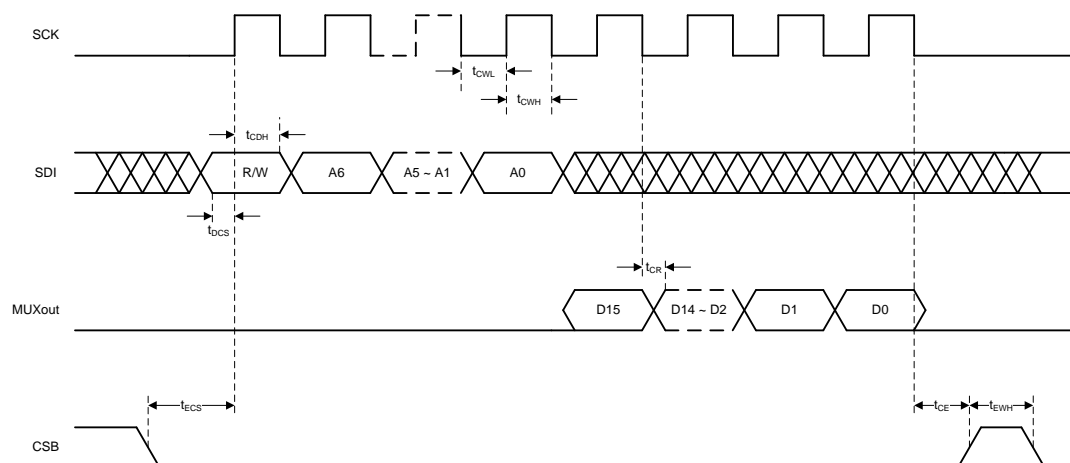 SCK
tCWL
tCWH
tCDH
SDI
R/W
A6
A5 ~ A1
A0
tDCS
tCR
MUXout
D15
D14 ~ D2
D1
D0
tECS
tCE
tEWH
CSB